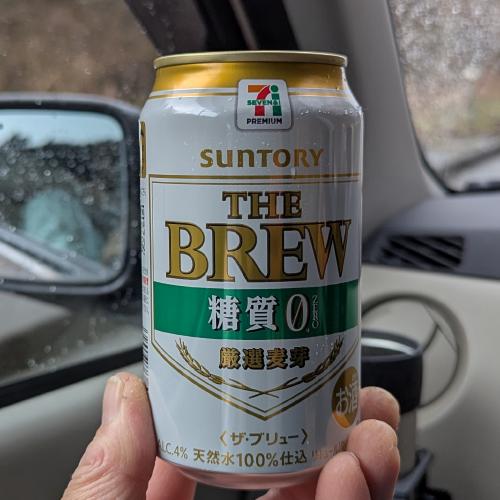 7
SEVEN&i
PREMIUM
SUNTORY
THE
BREW
糖質0
ZERO
厳選麦芽
お酒
〈ザ・ブリュー〉
ALC.4% 天然水100%仕込